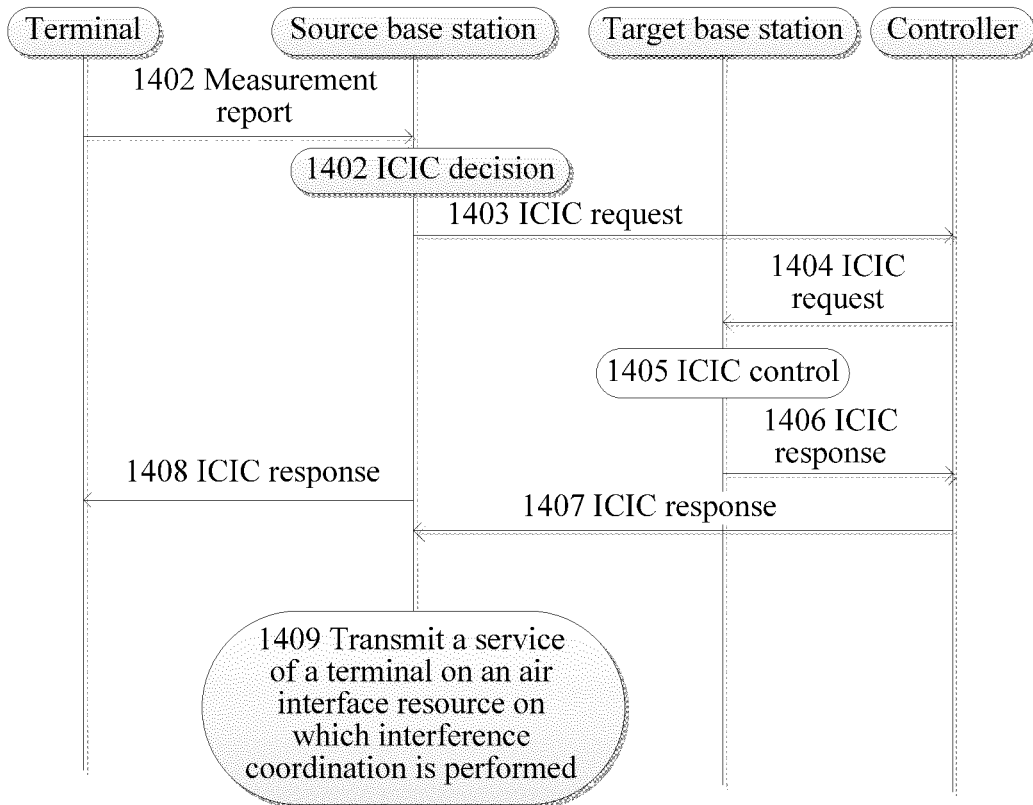 Terminal
Source base station
Target base station
Controller
1402 Measurement
report
1402 ICIC decision
1403 ICIC request
1404 ICIC
request
1405 ICIC control
1406 ICIC
response
1408 ICIC response
1407 ICIC response
1409 Transmit a service
of a terminal on an air
interface resource on
which interference
coordination is performed